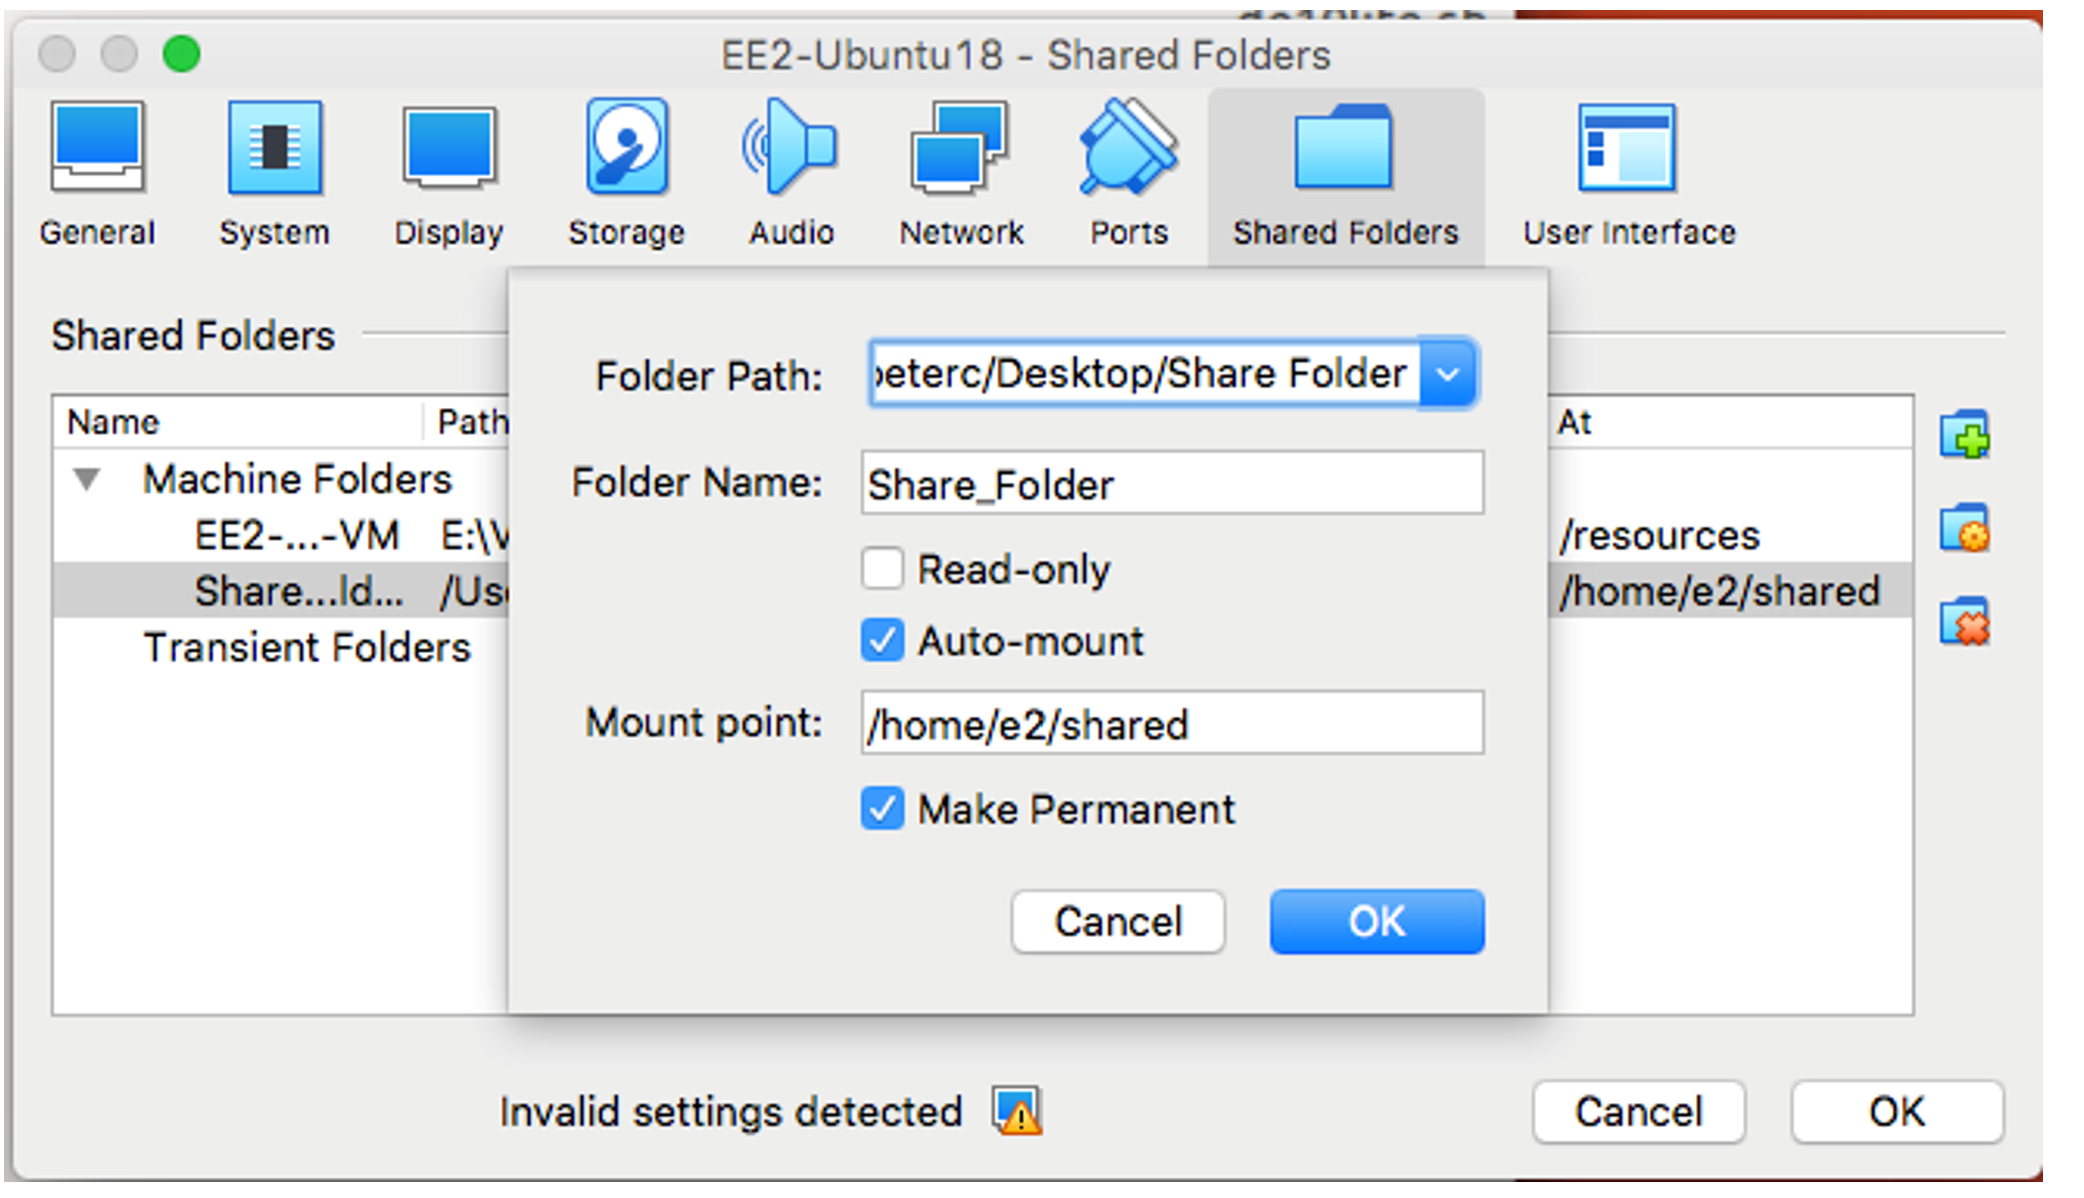 EE2-Ubuntu18 - Shared Folders
General System Display Storage Audio Network Ports Shared Folders User Interface
Shared Folders
Name Path At
Machine Folders
EE2-...-VM E:\V /resources
Share...ld... /Use /home/e2/shared
Transient Folders
Folder Path: peterc/Desktop/Share Folder
Folder Name: Share_Folder
Read-only
Auto-mount
Mount point: /home/e2/shared
Make Permanent
Cancel OK
Invalid settings detected
Cancel OK